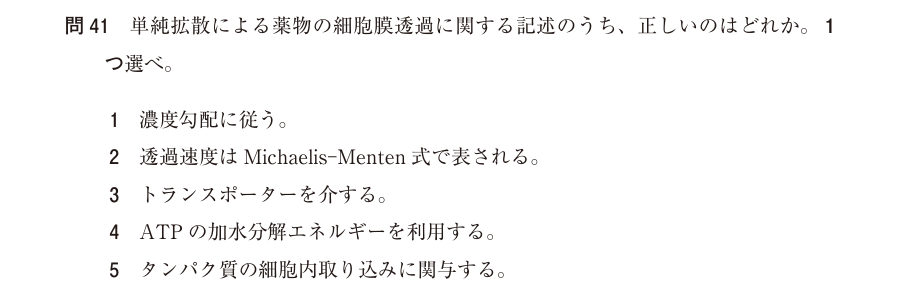 問 41　単純拡散による薬物の細胞膜透過に関する記述のうち、正しいのはどれか。1
つ選べ。
1　濃度勾配に従う。
2　透過速度は Michaelis−Menten 式で表される。
3　トランスポーターを介する。
4　ATP の加水分解エネルギーを利用する。
5　タンパク質の細胞内取り込みに関与する。